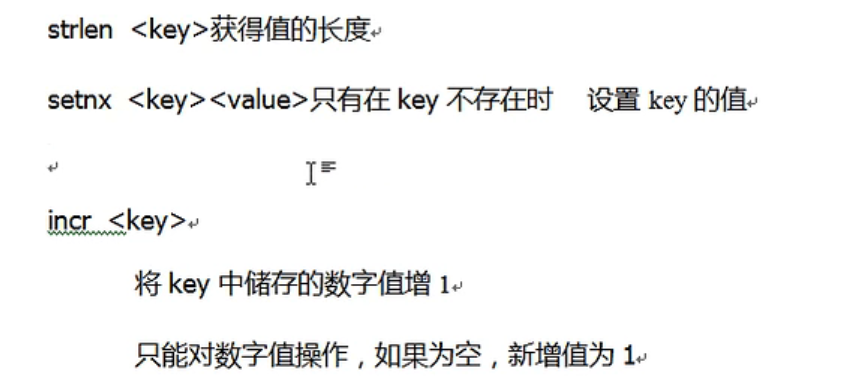 strlen <key>获得值的长度
setnx <key><value>只有在 key 不存在时 设置 key 的值
incr <key>
将 key 中储存的数字值增 1
只能对数字值操作，如果为空，新增值为 1